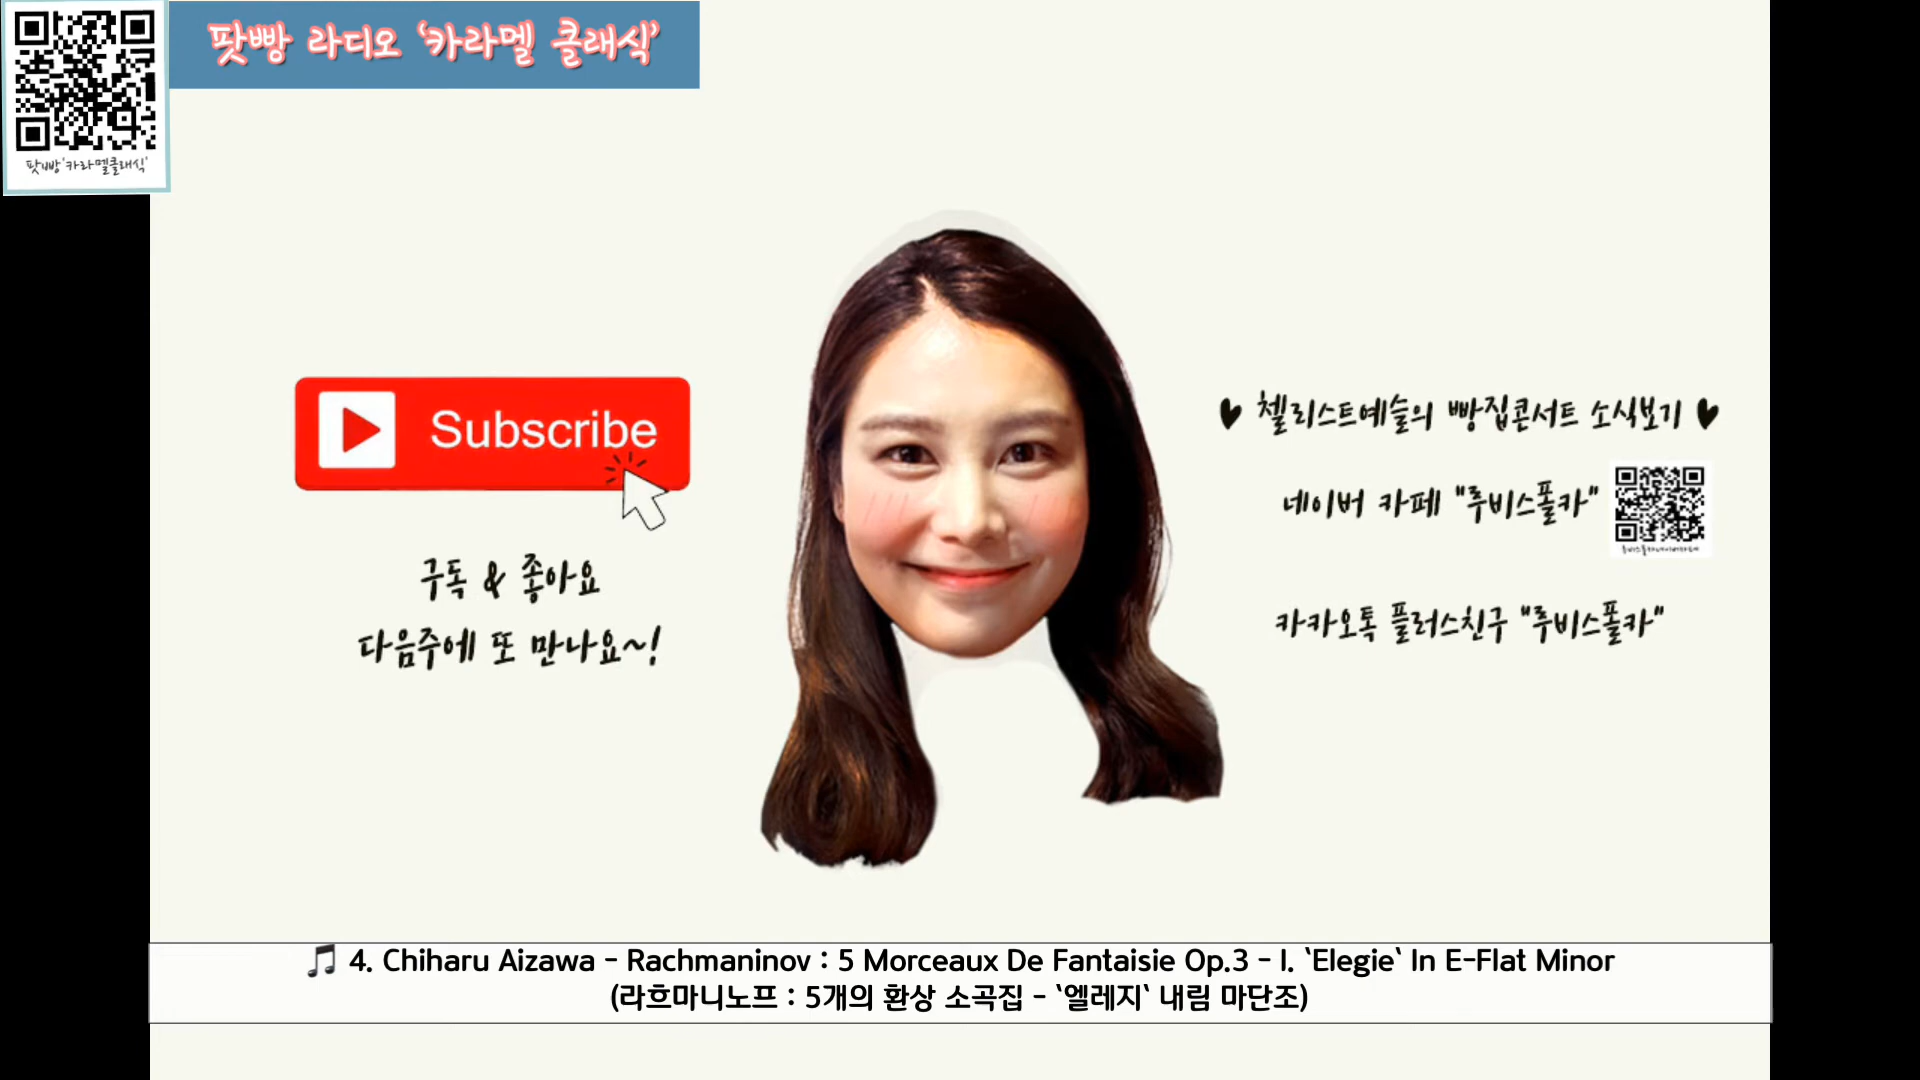 팟빵 라디오 ‘카라멜 클래식’
팟빵‘카라멜클래식’
Subscribe
구독 & 좋아요
다음주에 또 만나요~!
♥ 첼리스트예슬의 빵집콘서트 소식보기 ♥
네이버 카페 "루비스폴카"
카카오톡 플러스친구 "루비스폴카"
🎵 4. Chiharu Aizawa - Rachmaninov : 5 Morceaux De Fantaisie Op.3 - I. `Elegie` In E-Flat Minor
(라흐마니노프 : 5개의 환상 소곡집 - `엘레지` 내림 마단조)